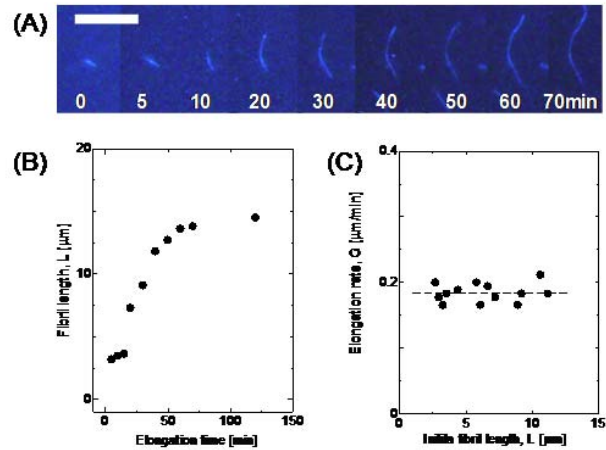 (A)
0 5 10 20 30 40 50 60 70min
(B)
20
10
0
Fibril length, L [μm]
0 50 100 150
Elongation time [min]
(C)
0.4
0.2
0
Elongation rate, G [μm/min]
0 5 10 15
Initila fibril length, L [μm]